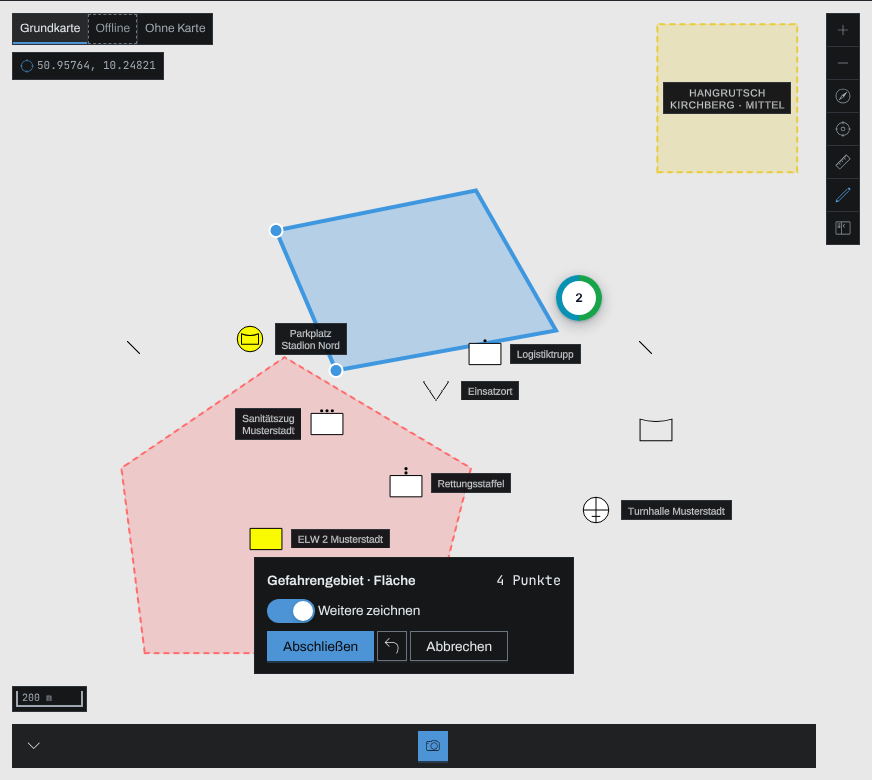 Grundkarte Offline Ohne Karte
50.95764, 10.24821
HANGRUTSCH
KIRCHBERG · MITTEL
2
Parkplatz
Stadion Nord
Logistiktrupp
Einsatzort
Sanitätszug
Musterstadt
Rettungsstaffel
Turnhalle Musterstadt
ELW 2 Musterstadt
Gefahrengebiet · Fläche 4 Punkte
Weitere zeichnen
Abschließen Abbrechen
200 m